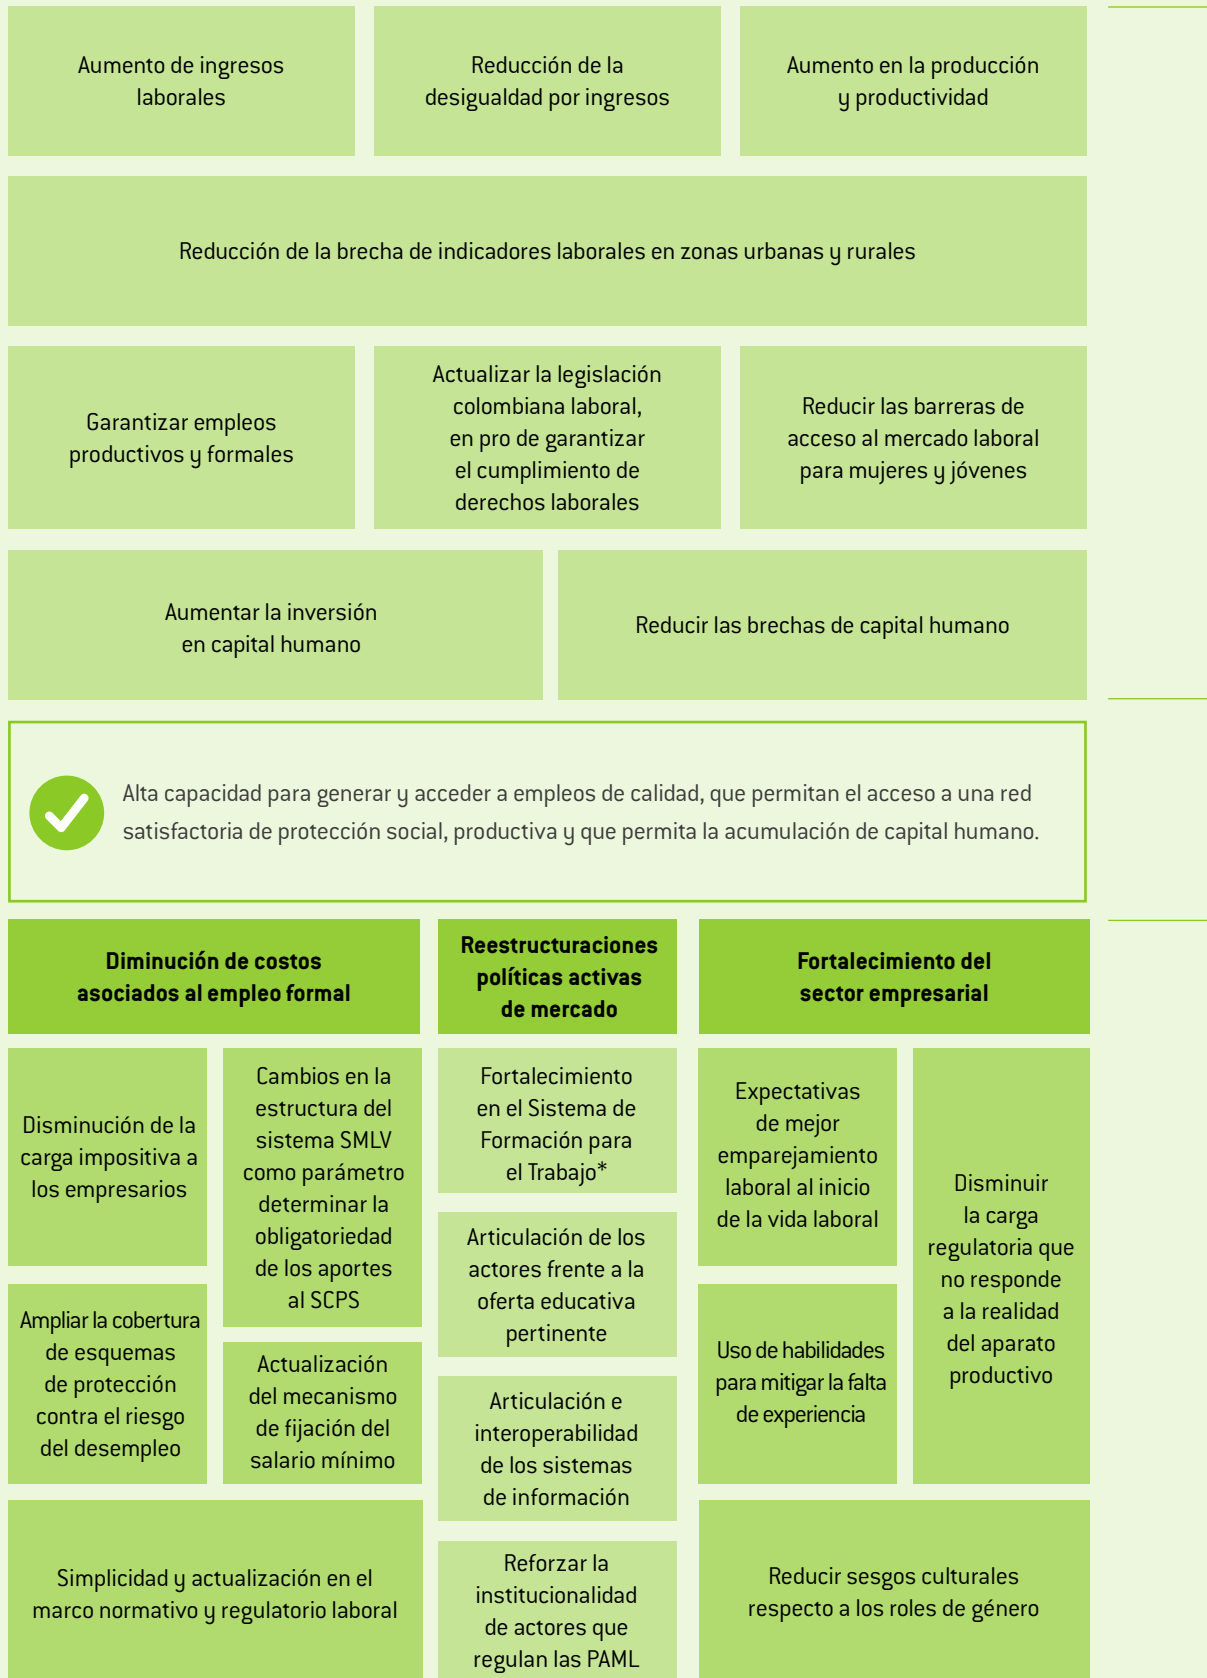 Aumento de ingresos
laborales
Reducción de la
desigualdad por ingresos
Aumento en la producción
y productividad
Reducción de la brecha de indicadores laborales en zonas urbanas y rurales
Garantizar empleos
productivos y formales
Actualizar la legislación
colombiana laboral,
en pro de garantizar
el cumplimiento de
derechos laborales
Reducir las barreras de
acceso al mercado laboral
para mujeres y jóvenes
Aumentar la inversión
en capital humano
Reducir las brechas de capital humano
Alta capacidad para generar y acceder a empleos de calidad, que permitan el acceso a una red
satisfactoria de protección social, productiva y que permita la acumulación de capital humano.
Diminución de costos
asociados al empleo formal
Reestructuraciones
políticas activas
de mercado
Fortalecimiento del
sector empresarial
Disminución de la
carga impositiva a
los empresarios
Ampliar la cobertura
de esquemas
de protección
contra el riesgo
del desempleo
Cambios en la
estructura del
sistema SMLV
como parámetro
determinar la
obligatoriedad
de los aportes
al SCPS
Actualización
del mecanismo
de fijación del
salario mínimo
Simplicidad y actualización en el
marco normativo y regulatorio laboral
Fortalecimiento
en el Sistema de
Formación para
el Trabajo*
Articulación de los
actores frente a la
oferta educativa
pertinente
Articulación e
interoperabilidad
de los sistemas
de información
Reforzar la
institucionalidad
de actores que
regulan las PAML
Expectativas
de mejor
emparejamiento
laboral al inicio
de la vida laboral
Uso de habilidades
para mitigar la falta
de experiencia
Disminuir
la carga
regulatoria que
no responde
a la realidad
del aparato
productivo
Reducir sesgos culturales
respecto a los roles de género